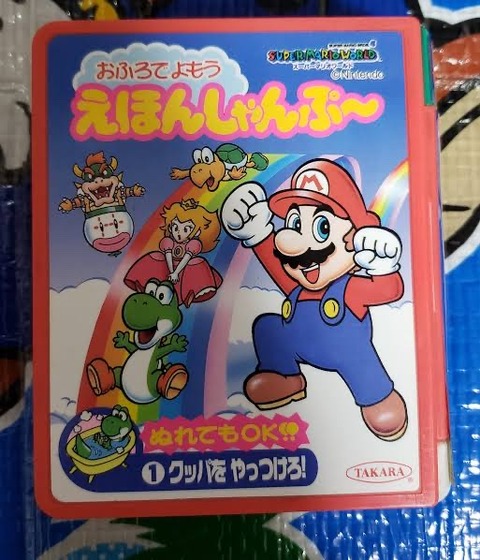 おふろでよもう
SUPER MARIO WORLD
スーパーマリオワールド
©Nintendo
えほんしゃんぷ〜
M
ぬれてもOK!!
1 クッパを やっつけろ!
TAKARA